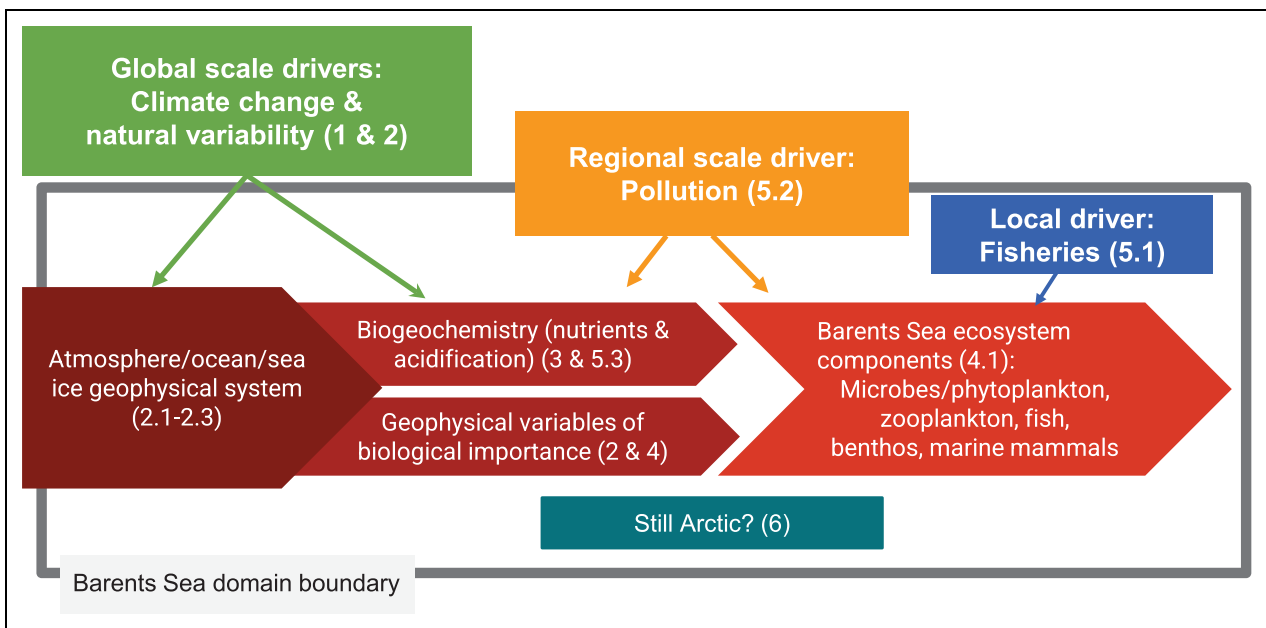 Global scale drivers:
Climate change &
natural variability (1 & 2)
Regional scale driver:
Pollution (5.2)
Local driver:
Fisheries (5.1)
Atmosphere/ocean/sea
ice geophysical system
(2.1-2.3)
Biogeochemistry (nutrients &
acidification) (3 & 5.3)
Geophysical variables of
biological importance (2 & 4)
Barents Sea ecosystem
components (4.1):
Microbes/phytoplankton,
zooplankton, fish,
benthos, marine mammals
Still Arctic? (6)
Barents Sea domain boundary